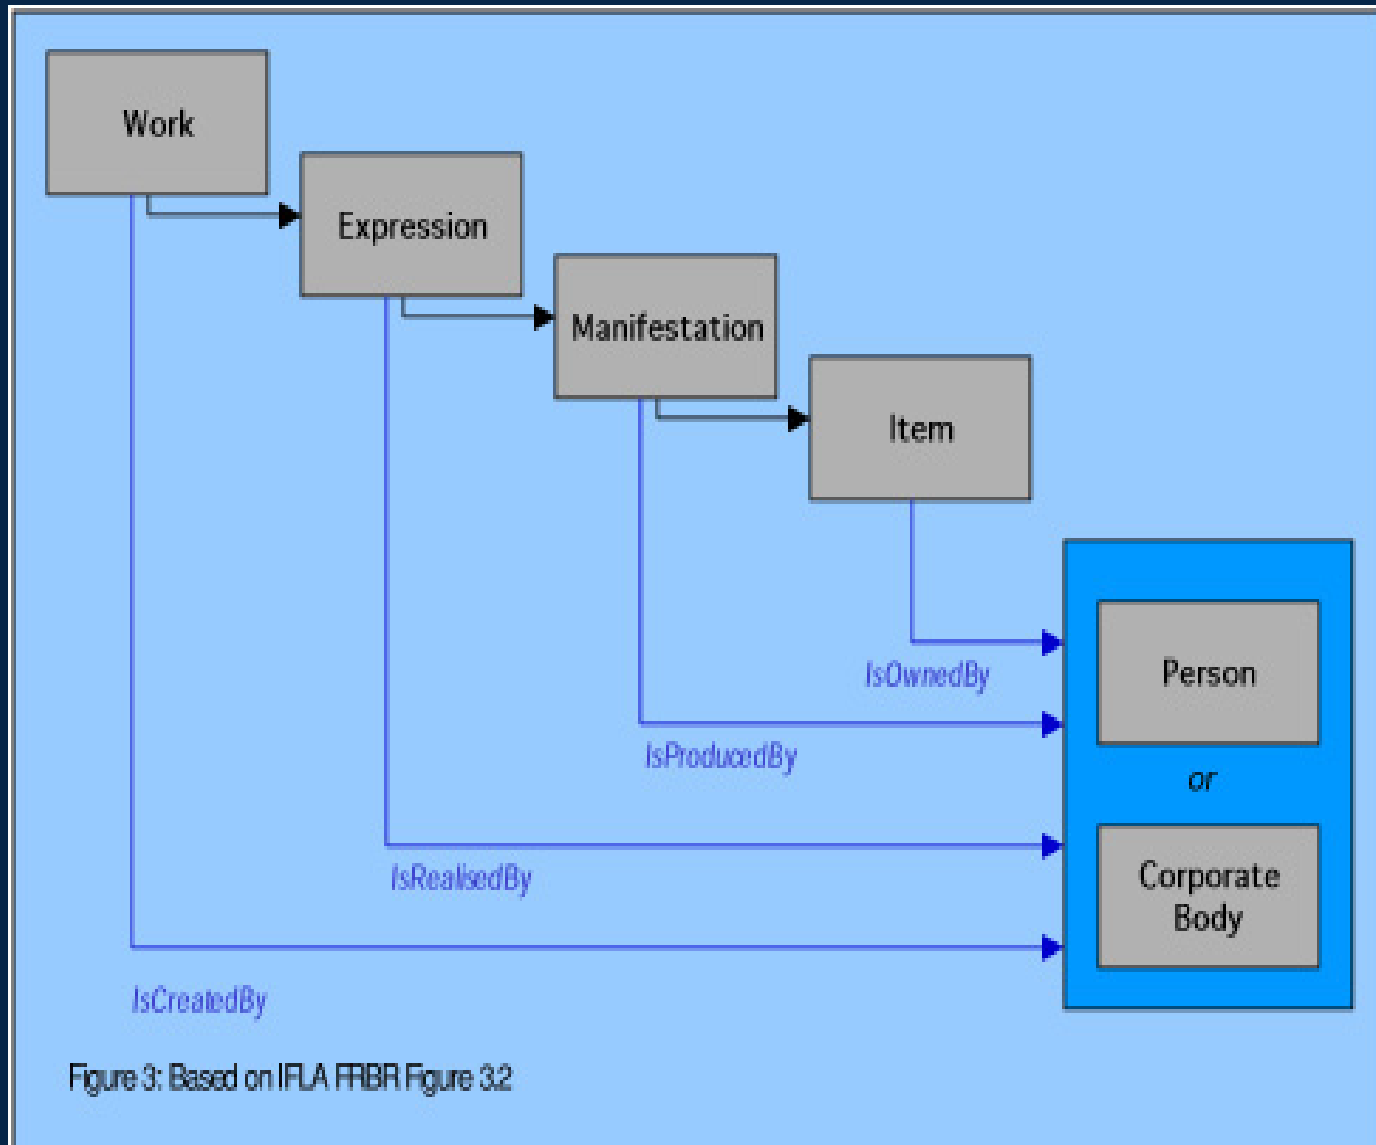 Work
Expression
Manifestation
Item
IsOwnedBy
Person
IsProducedBy
or
IsRealisedBy
Corporate
Body
IsCreatedBy
Figure 3: Based on IFLA FRBR Figure 3.2